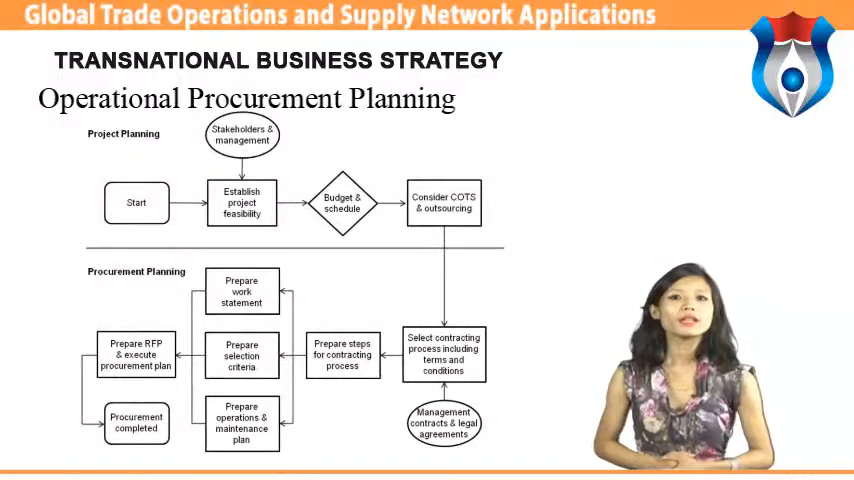 Global Trade Operations and Supply Network Applications
TRANSNATIONAL BUSINESS STRATEGY
Operational Procurement Planning
Project Planning
Stakeholders &
management
Start
Establish
project
feasibility
Budget &
schedule
Consider COTS
& outsourcing
Procurement Planning
Prepare
work
statement
Prepare RFP
& execute
procurement plan
Prepare
selection
criteria
Prepare steps
for contracting
process
Select contracting
process including
terms and
conditions
Procurement
completed
Prepare
operations &
maintenance
plan
Management
contracts & legal
agreements